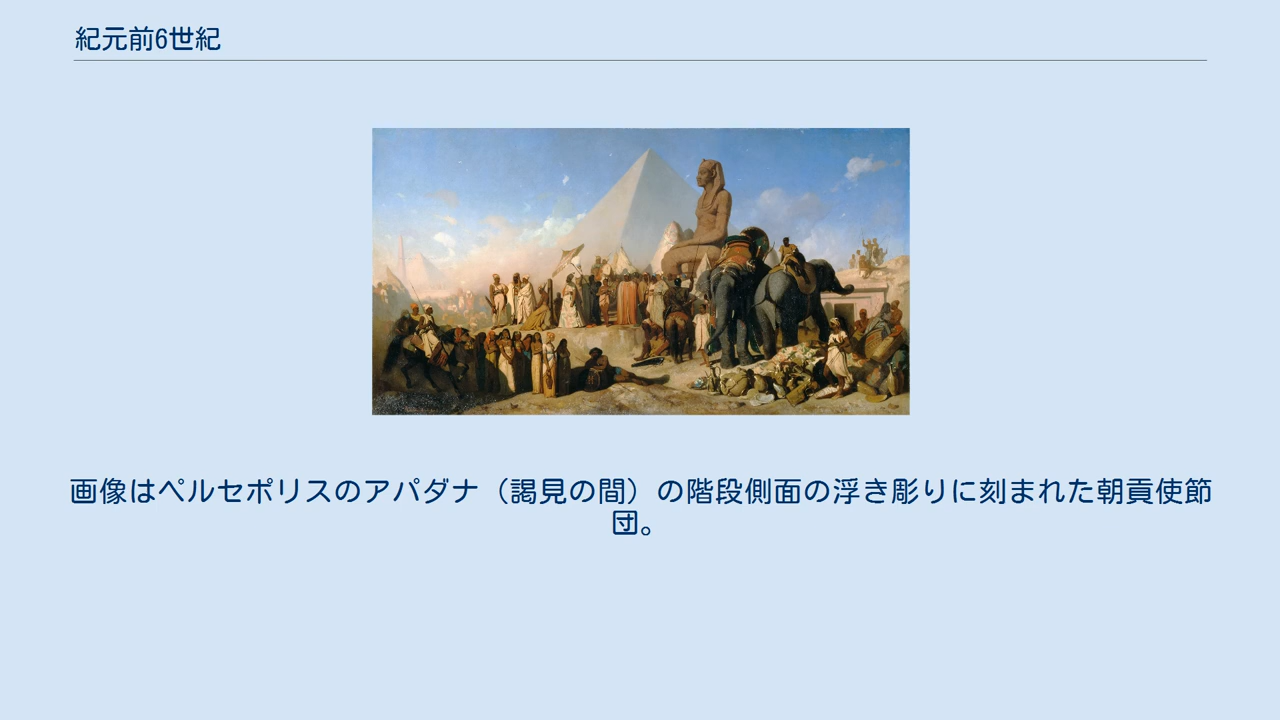 紀元前6世紀
画像はペルセポリスのアパダナ（謁見の間）の階段側面の浮き彫りに刻まれた朝貢使節
団。